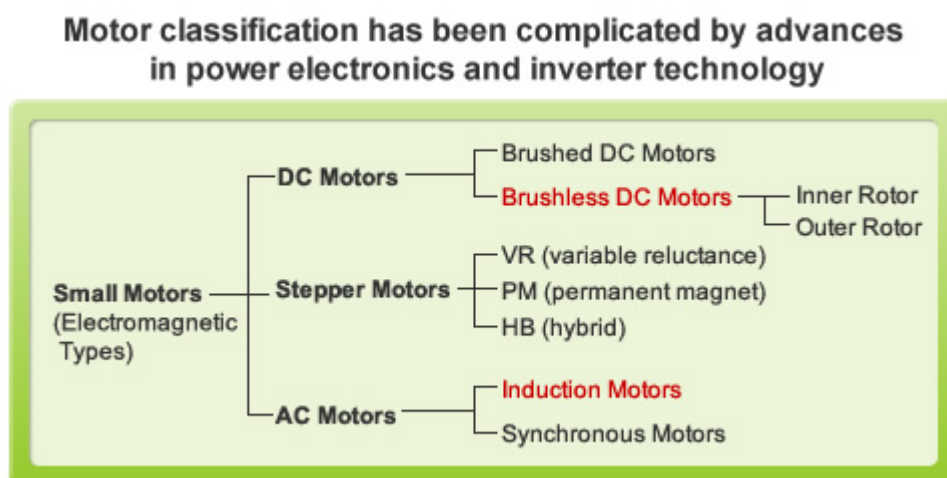 Motor classification has been complicated by advances
in power electronics and inverter technology
Small Motors
(Electromagnetic
Types)
DC Motors
Brushed DC Motors
Brushless DC Motors
Inner Rotor
Outer Rotor
Stepper Motors
VR (variable reluctance)
PM (permanent magnet)
HB (hybrid)
AC Motors
Induction Motors
Synchronous Motors